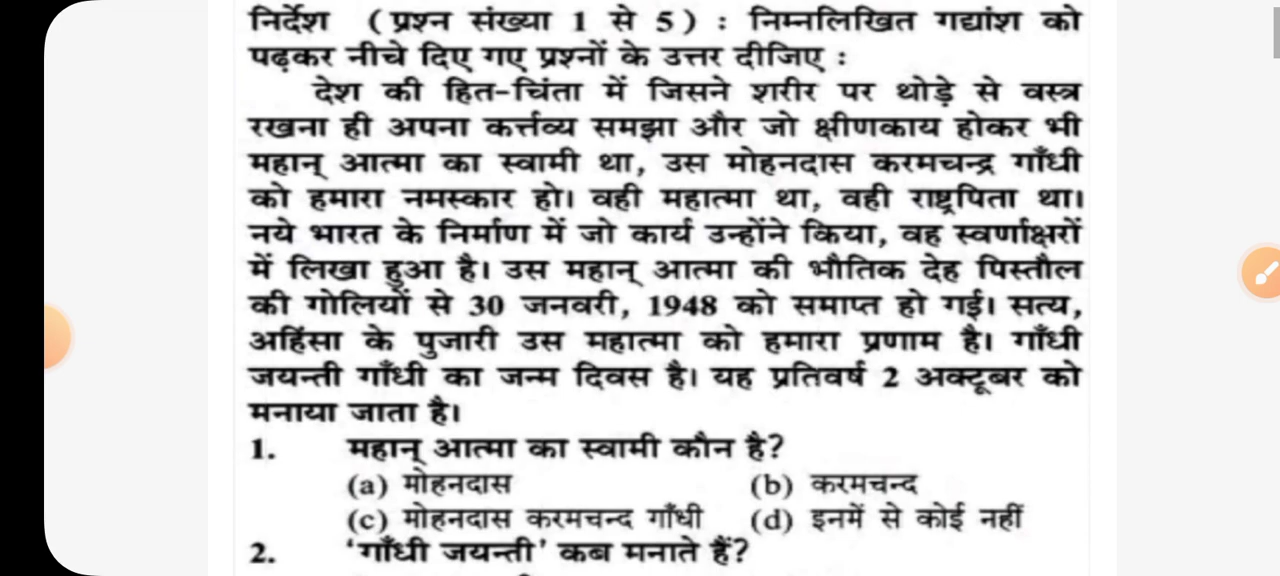 निर्देश (प्रश्न संख्या 1 से 5) : निम्नलिखित गद्यांश को
पढ़कर नीचे दिए गए प्रश्नों के उत्तर दीजिए :
देश की हित-चिंता में जिसने शरीर पर थोड़े से वस्त्र
रखना ही अपना कर्त्तव्य समझा और जो क्षीणकाय होकर भी
महान् आत्मा का स्वामी था, उस मोहनदास करमचन्द्र गाँधी
को हमारा नमस्कार हो। वही महात्मा था, वही राष्ट्रपिता था।
नये भारत के निर्माण में जो कार्य उन्होंने किया, वह स्वर्णाक्षरों
में लिखा हुआ है। उस महान् आत्मा की भौतिक देह पिस्तौल
की गोलियों से 30 जनवरी, 1948 को समाप्त हो गई। सत्य,
अहिंसा के पुजारी उस महात्मा को हमारा प्रणाम है। गाँधी
जयन्ती गाँधी का जन्म दिवस है। यह प्रतिवर्ष 2 अक्टूबर को
मनाया जाता है।
1. महान् आत्मा का स्वामी कौन है?
(a) मोहनदास (b) करमचन्द
(c) मोहनदास करमचन्द गाँधी (d) इनमें से कोई नहीं
2. 'गाँधी जयन्ती' कब मनाते हैं?